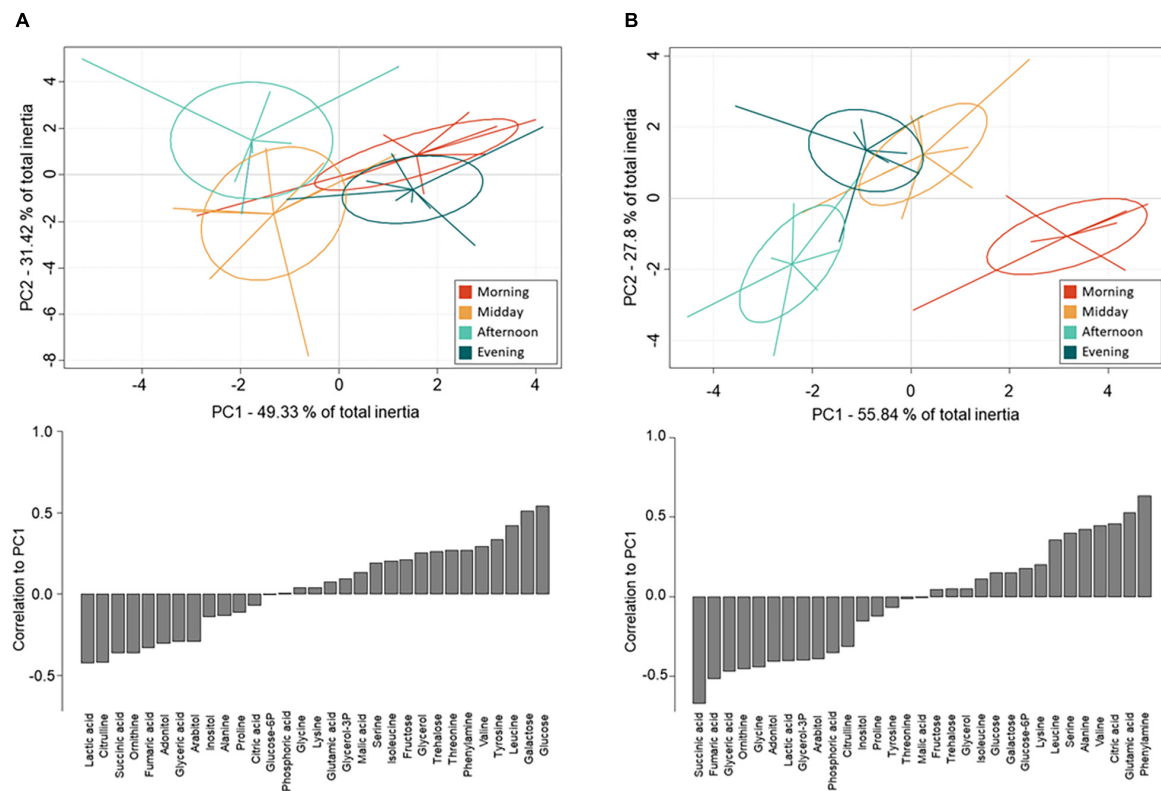 A
4
2
0
-2
-4
-6
-8
PC2 - 31.42 % of total inertia
Morning
Midday
Afternoon
Evening
-4
-2
0
2
4
PC1 - 49.33 % of total inertia
1.0
0.5
0.0
-0.5
Correlation to PC1
Lactic acid
Citrulline
Succinic acid
Ornithine
Fumaric acid
Adonitol
Glyceric acid
Arabitol
Inositol
Alanine
Proline
Citric acid
Glucose-6P
Phosphoric acid
Glycine
Lysine
Glutamic acid
Glycerol-3P
Malic acid
Serine
Isoleucine
Fructose
Glycerol
Trehalose
Threonine
Phenylamine
Valine
Tyrosine
Leucine
Galactose
Glucose
B
4
2
0
-2
-4
PC2 - 27.8 % of total inertia
Morning
Midday
Afternoon
Evening
-4
-2
0
2
4
PC1 - 55.84 % of total inertia
1.0
0.5
0.0
-0.5
Correlation to PC1
Succinic acid
Fumaric acid
Glyceric acid
Ornithine
Glycine
Adonitol
Lactic acid
Glycerol-3P
Arabitol
Phosphoric acid
Citrulline
Inositol
Proline
Tyrosine
Threonine
Malic acid
Fructose
Trehalose
Glycerol
Isoleucine
Glucose
Galactose
Glucose-6P
Lysine
Leucine
Serine
Alanine
Valine
Citric acid
Glutamic acid
Phenylamine